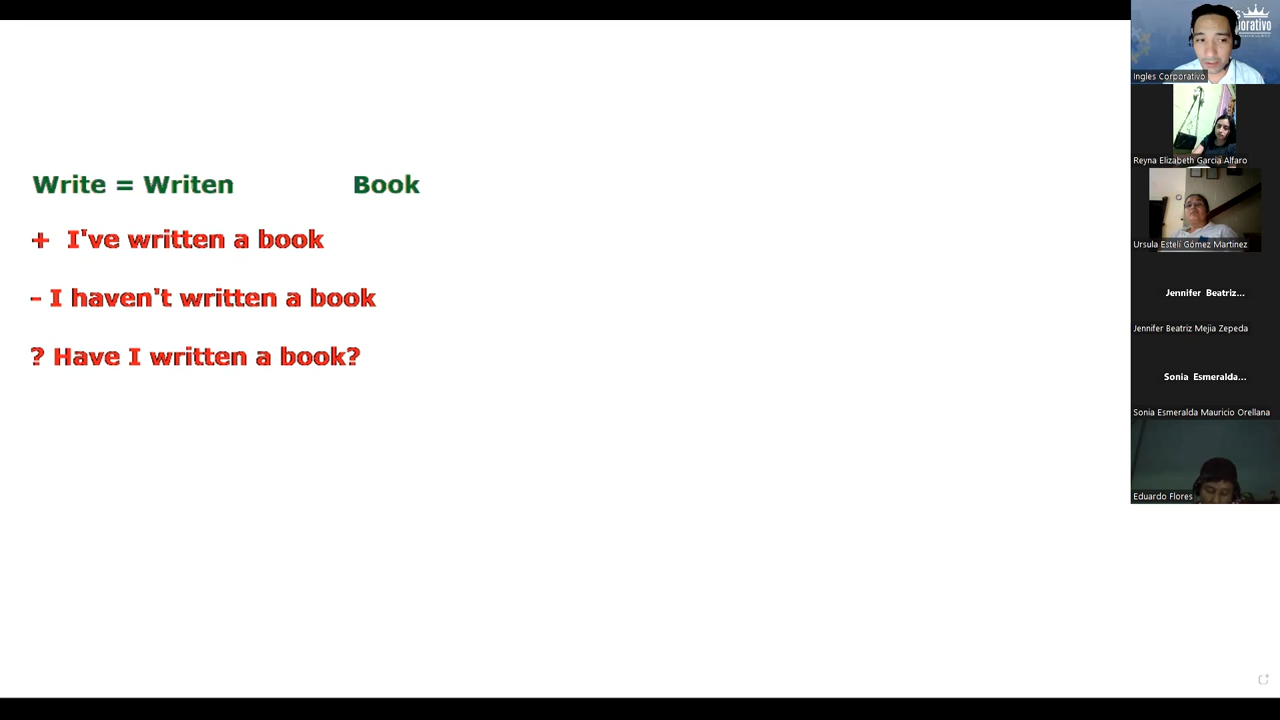 Write = Writen Book
+ I've written a book
- I haven't written a book
? Have I written a book?
Ingles Corporativo
Reyna Elizabeth Garcia Alfaro
Ursula Estelí Gómez Martinez
Jennifer Beatriz...
Jennifer Beatriz Mejia Zepeda
Sonia Esmeralda...
Sonia Esmeralda Mauricio Orellana
Eduardo Flores